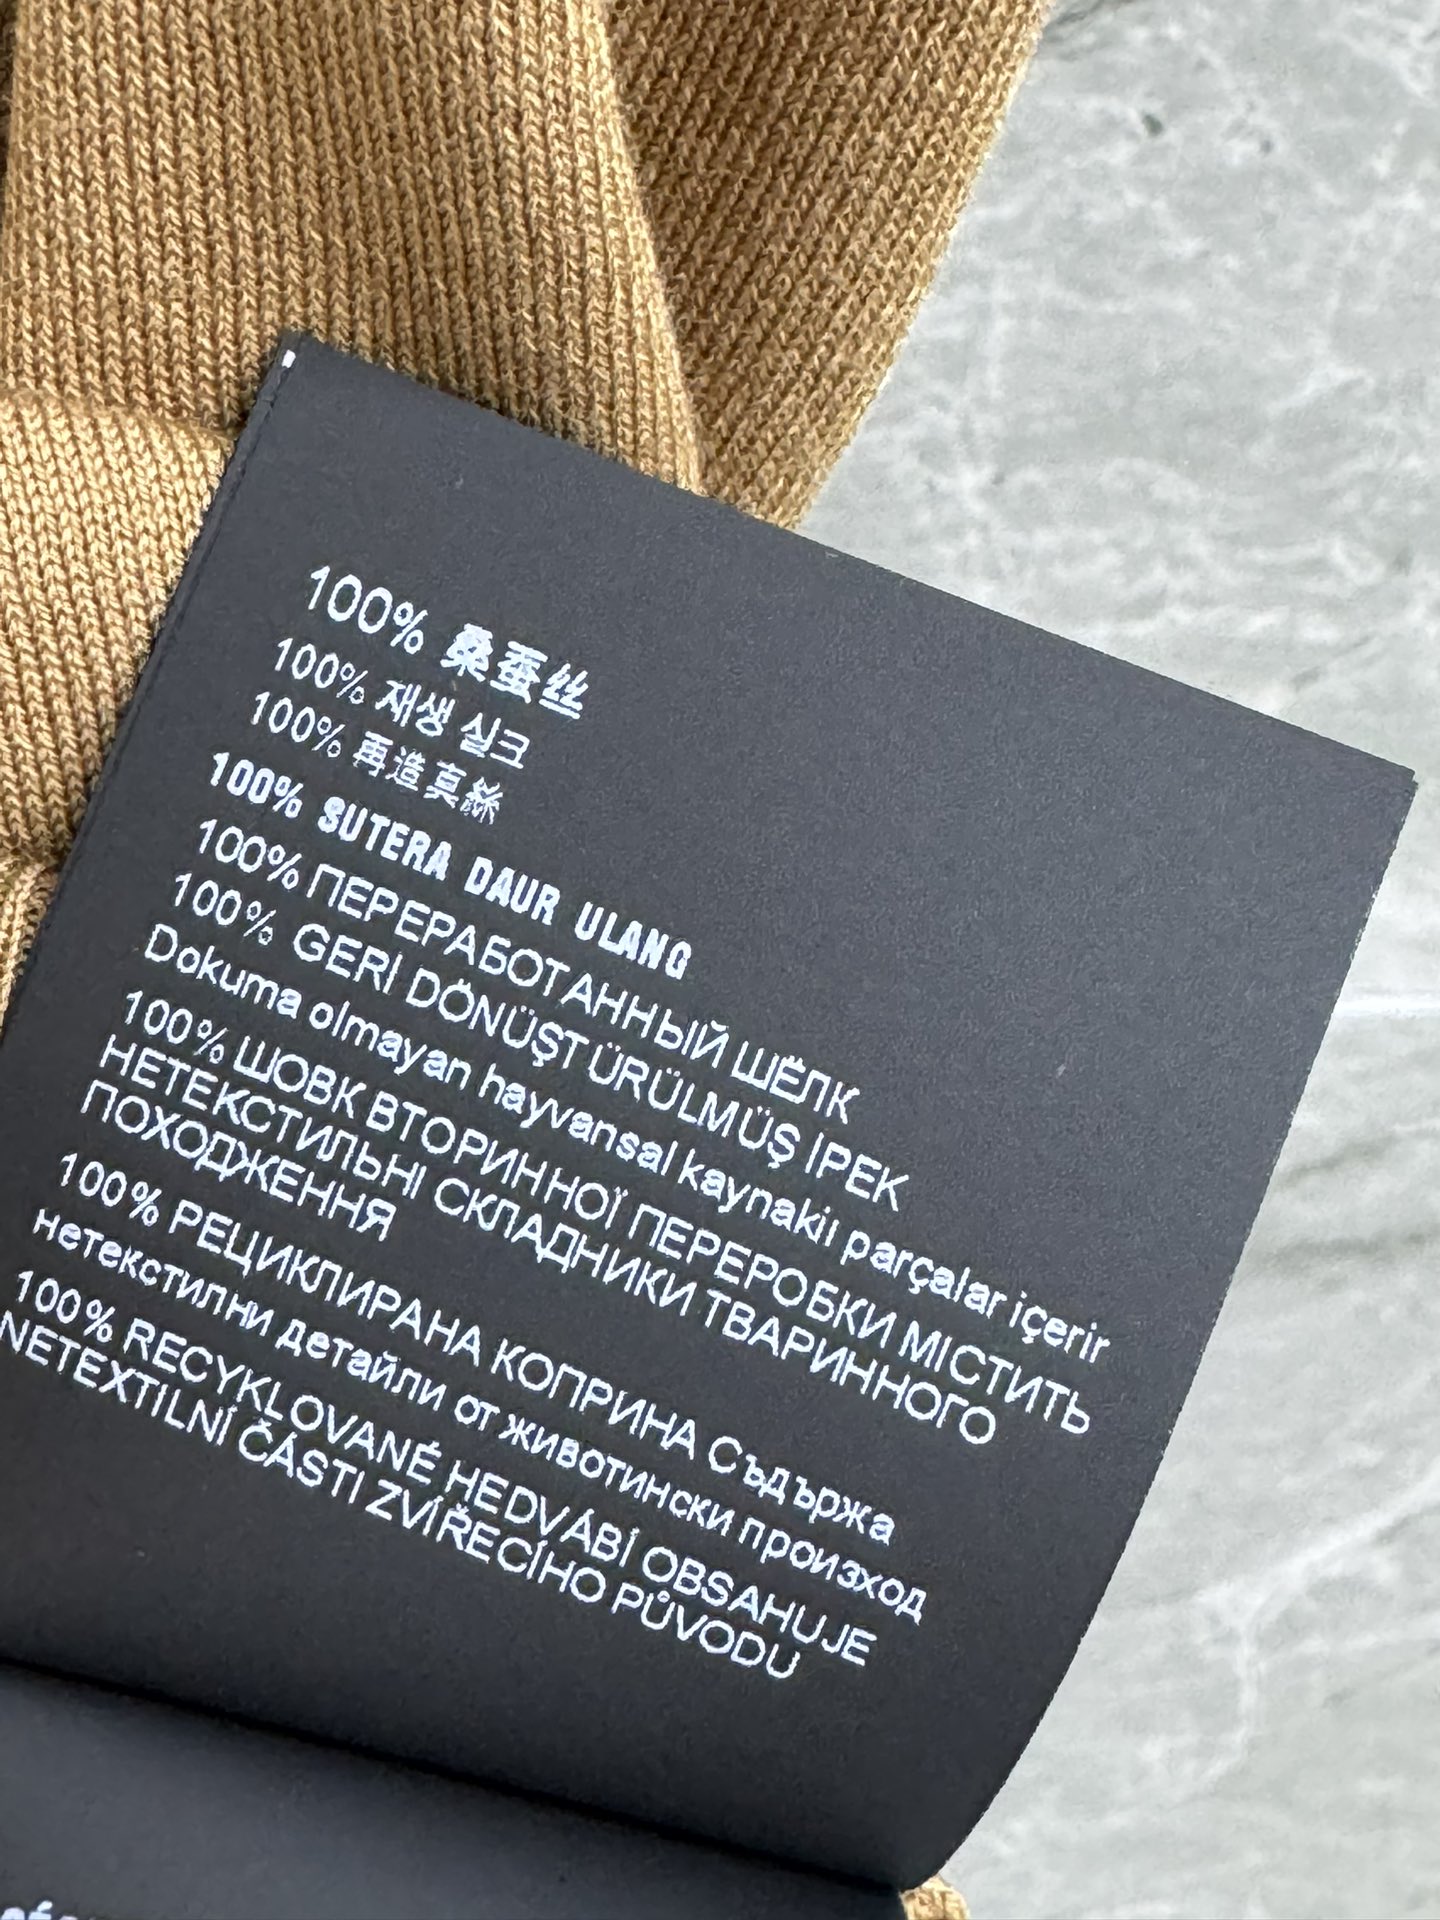 100% 桑蚕丝
100% 재생 실크
100% 再造真絲
100% SUTERA DAUR ULANG
100% ПЕРЕРАБОТАННЫЙ ШЁЛК
100% GERİ DÖNÜŞTÜRÜLMÜŞ İPEK
Dokuma olmayan hayvansal kaynaklı parçalar içerir
100% ШОВК ВТОРИННОЇ ПЕРЕРОБКИ МІСТИТЬ
НЕТЕКСТИЛЬНІ СКЛАДНИКИ ТВАРИННОГО
ПОХОДЖЕННЯ
100% РЕЦИКЛИРАНА КОПРИНА Съдържа
нетекстилни детайли от животински произход
100% RECYKLOVANÉ HEDVÁBÍ OBSAHUJE
NETEXTILNÍ ČÁSTI ZVÍŘECÍHO PŮVODU